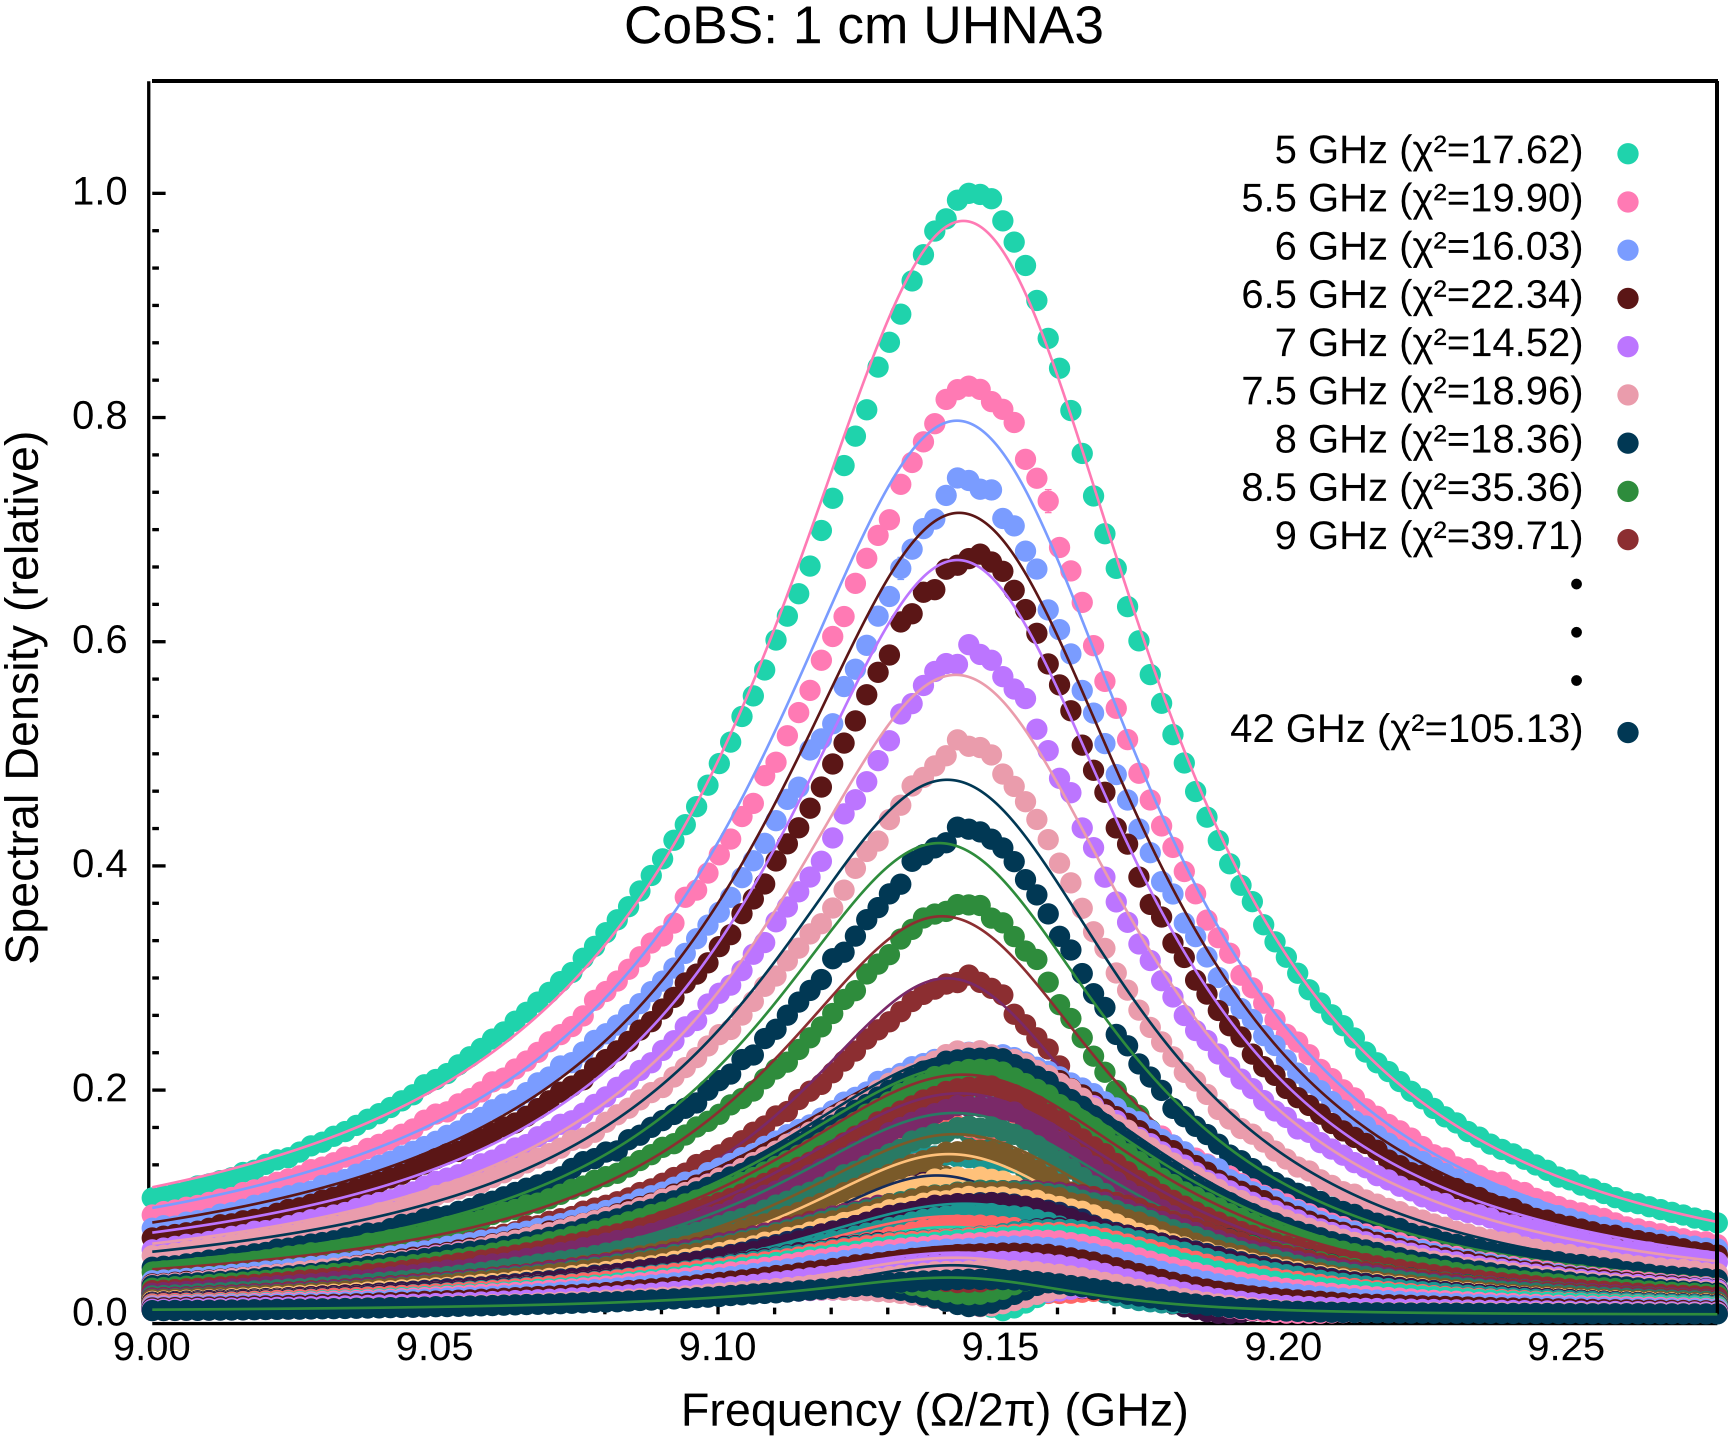 CoBS: 1 cm UHNA3
5 GHz (χ²=17.62)
5.5 GHz (χ²=19.90)
6 GHz (χ²=16.03)
6.5 GHz (χ²=22.34)
7 GHz (χ²=14.52)
7.5 GHz (χ²=18.96)
8 GHz (χ²=18.36)
8.5 GHz (χ²=35.36)
9 GHz (χ²=39.71)
42 GHz (χ²=105.13)
Spectral Density (relative)
1.0
0.8
0.6
0.4
0.2
0.0
9.00 9.05 9.10 9.15 9.20 9.25
Frequency (Ω/2π) (GHz)